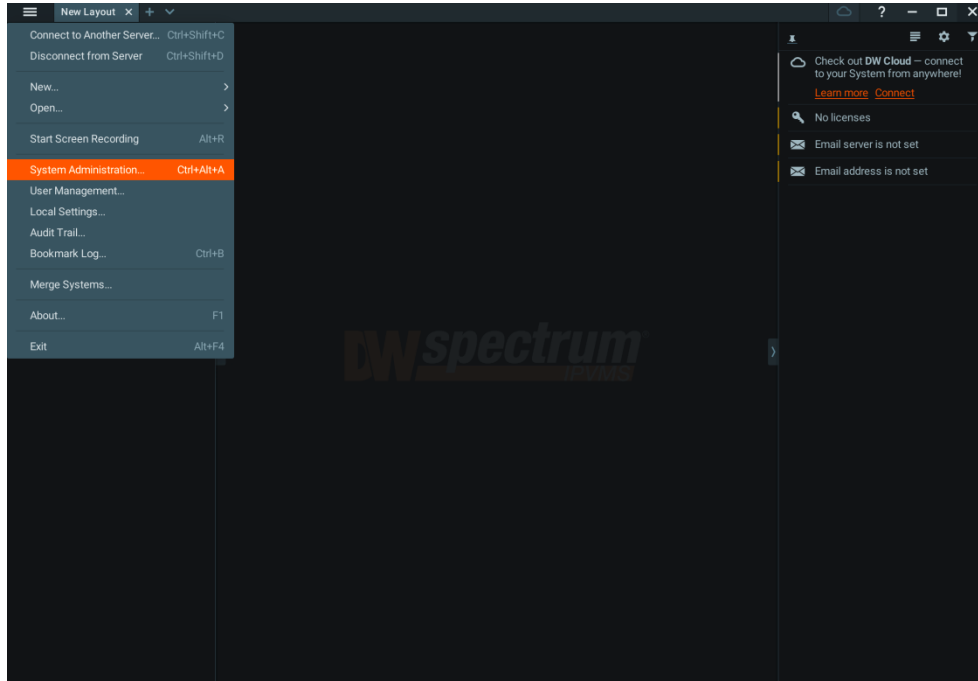 New Layout
Connect to Another Server... Ctrl+Shift+C
Disconnect from Server Ctrl+Shift+D
New...
Open...
Start Screen Recording Alt+R
System Administration... Ctrl+Alt+A
User Management...
Local Settings...
Audit Trail...
Bookmark Log... Ctrl+B
Merge Systems...
About... F1
Exit Alt+F4
DW spectrum
IPVMS
?
Check out DW Cloud — connect
to your System from anywhere!
Learn more Connect
No licenses
Email server is not set
Email address is not set